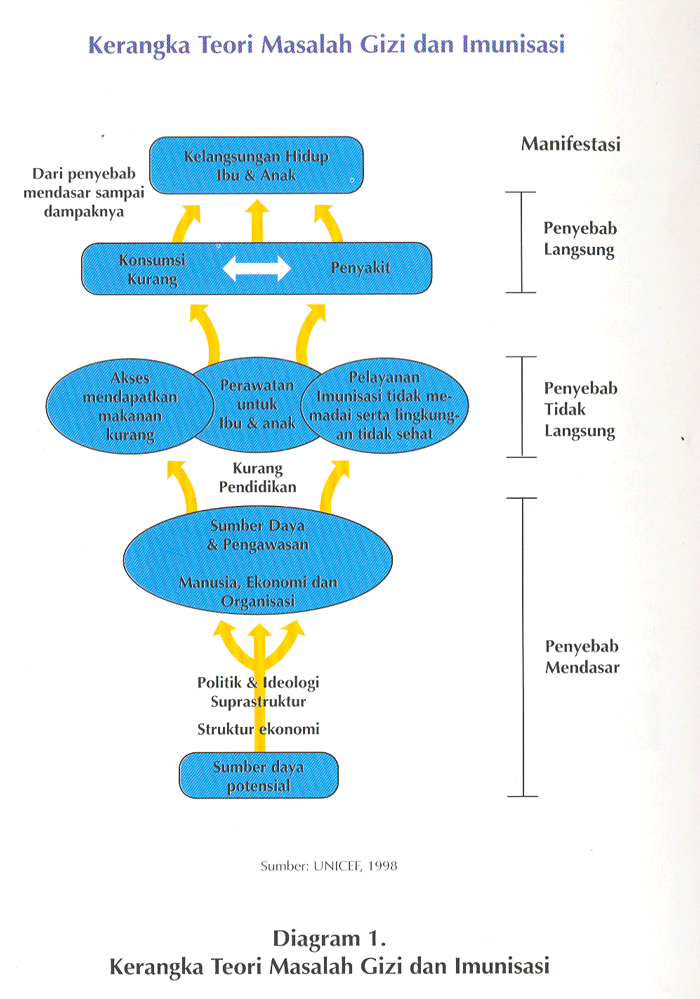 Kerangka Teori Masalah Gizi dan Imunisasi
Kelangsungan Hidup
Ibu & Anak
Manifestasi
Dari penyebab
mendasar sampai
dampaknya
Penyebab
Langsung
Konsumsi
Kurang
Penyakit
Akses
mendapatkan
makanan
kurang
Perawatan
untuk
Ibu & anak
Pelayanan
Imunisasi tidak me-
madai serta lingkung-
an tidak sehat
Penyebab
Tidak
Langsung
Kurang
Pendidikan
Sumber Daya
& Pengawasan
Manusia, Ekonomi dan
Organisasi
Penyebab
Mendasar
Politik & Ideologi
Suprastruktur
Struktur ekonomi
Sumber daya
potensial
Sumber: UNICEF, 1998
Diagram 1.
Kerangka Teori Masalah Gizi dan Imunisasi